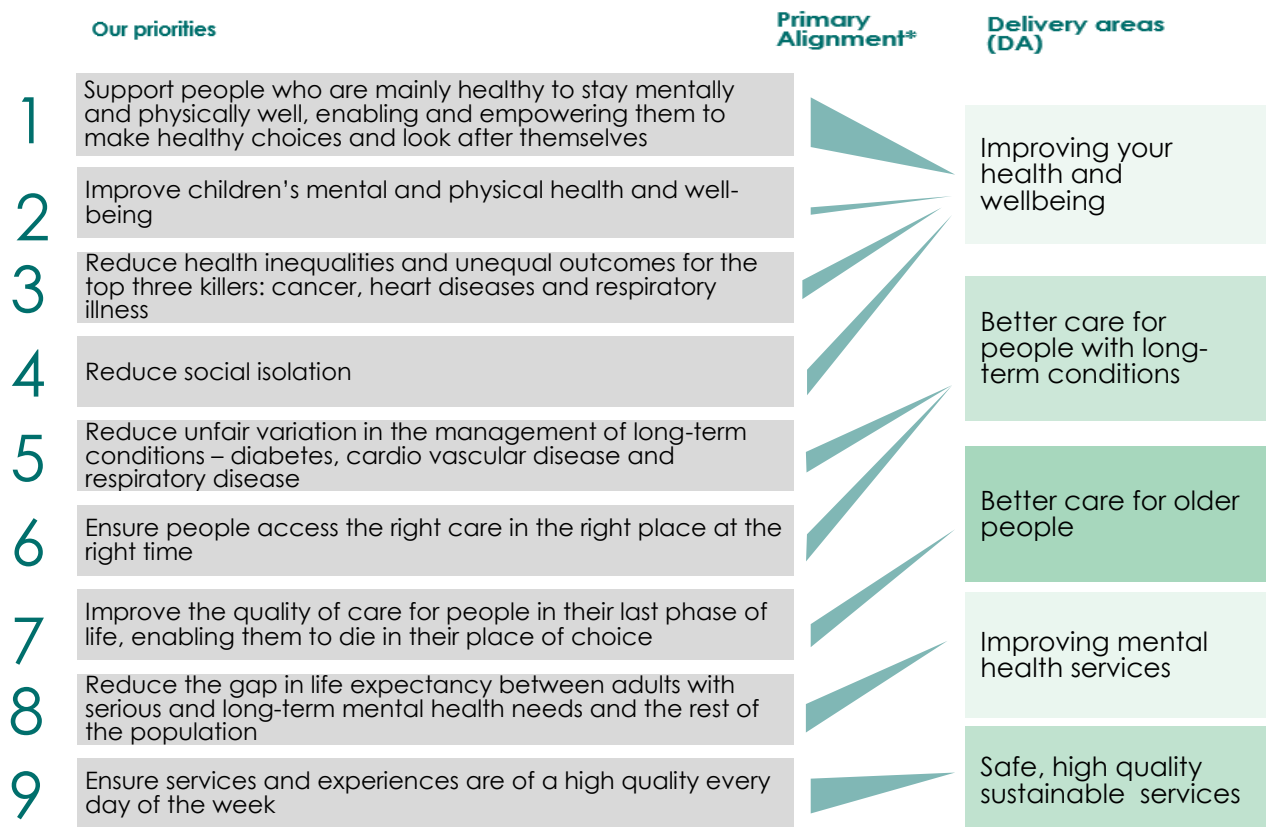 Our priorities
Primary
Alignment*
Delivery areas
(DA)
1
Support people who are mainly healthy to stay mentally
and physically well, enabling and empowering them to
make healthy choices and look after themselves
2
Improve children’s mental and physical health and well-
being
3
Reduce health inequalities and unequal outcomes for the
top three killers: cancer, heart diseases and respiratory
illness
4
Reduce social isolation
5
Reduce unfair variation in the management of long-term
conditions – diabetes, cardio vascular disease and
respiratory disease
6
Ensure people access the right care in the right place at the
right time
7
Improve the quality of care for people in their last phase of
life, enabling them to die in their place of choice
8
Reduce the gap in life expectancy between adults with
serious and long-term mental health needs and the rest of
the population
9
Ensure services and experiences are of a high quality every
day of the week
Improving your
health and
wellbeing
Better care for
people with long-
term conditions
Better care for older
people
Improving mental
health services
Safe, high quality
sustainable services